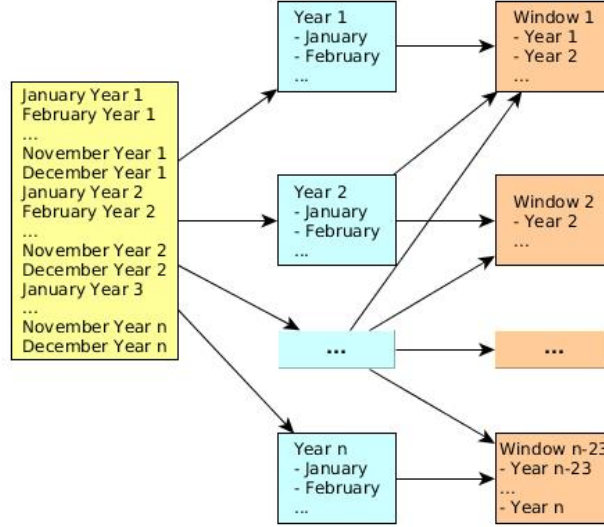 January Year 1
February Year 1
...
November Year 1
December Year 1
January Year 2
February Year 2
...
November Year 2
December Year 2
January Year 3
...
November Year n
December Year n
Year 1
- January
- February
...
Year 2
- January
- February
...
...
Year n
- January
- February
...
Window 1
- Year 1
- Year 2
...
Window 2
- Year 2
...
...
Window n-23
- Year n-23
...
- Year n